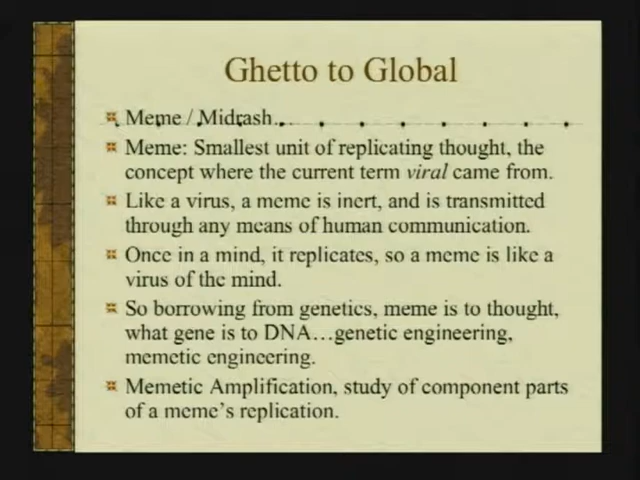 Ghetto to Global
Meme / Midrash...
Meme: Smallest unit of replicating thought, the
concept where the current term viral came from.
Like a virus, a meme is inert, and is transmitted
through any means of human communication.
Once in a mind, it replicates, so a meme is like a
virus of the mind.
So borrowing from genetics, meme is to thought,
what gene is to DNA…genetic engineering,
memetic engineering.
Memetic Amplification, study of component parts
of a meme's replication.